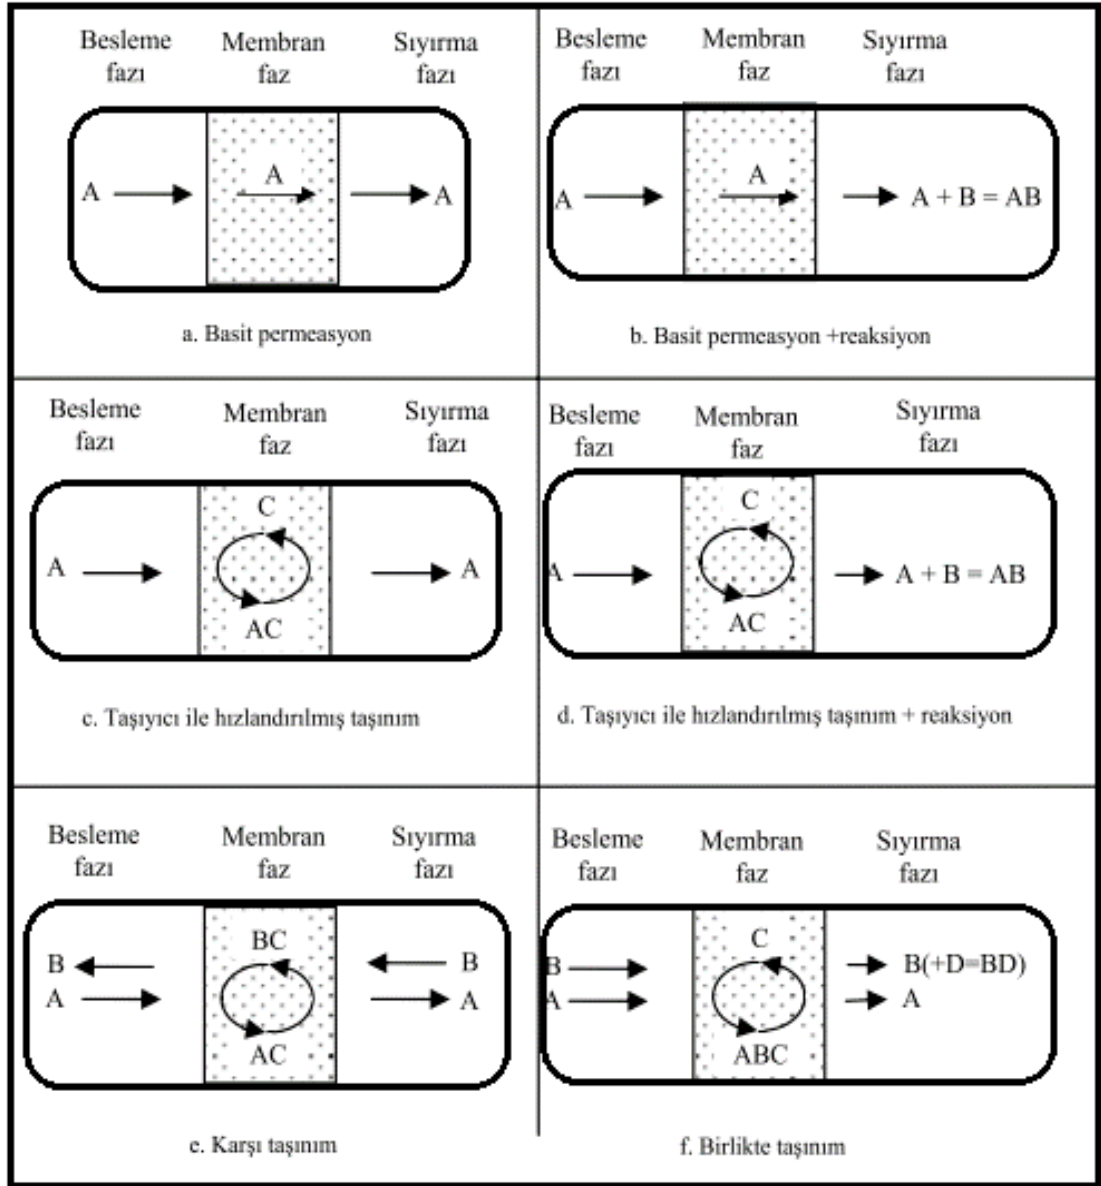 Besleme fazı
Membran faz
Sıyırma fazı
A
A
A
a. Basit permeasyon
Besleme fazı
Membran faz
Sıyırma fazı
A
A
A + B = AB
b. Basit permeasyon +reaksiyon
Besleme fazı
Membran faz
Sıyırma fazı
A
C
AC
A
c. Taşıyıcı ile hızlandırılmış taşınım
Besleme fazı
Membran faz
Sıyırma fazı
A
C
AC
A + B = AB
d. Taşıyıcı ile hızlandırılmış taşınım + reaksiyon
Besleme fazı
Membran faz
Sıyırma fazı
B
A
BC
AC
B
A
e. Karşı taşınım
Besleme fazı
Membran faz
Sıyırma fazı
B
A
C
ABC
B(+D=BD)
A
f. Birlikte taşınım